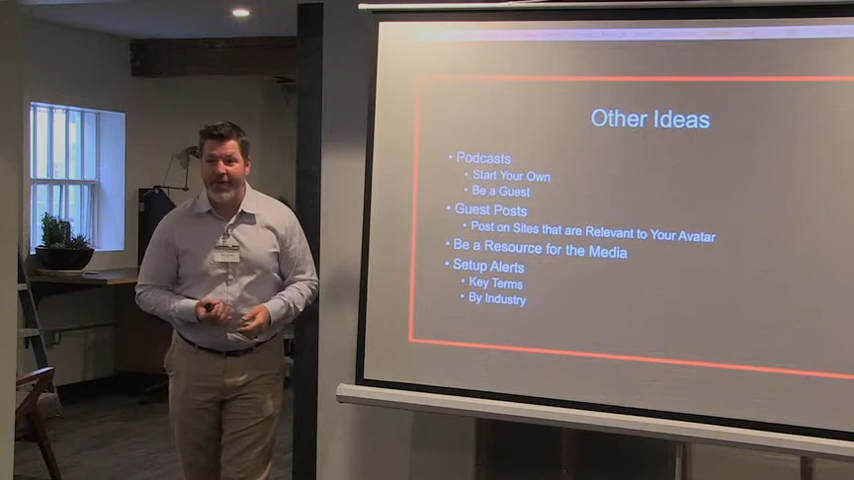 Other Ideas
• Podcasts
• Start Your Own
• Be a Guest
• Guest Posts
• Post on Sites that are Relevant to Your Avatar
• Be a Resource for the Media
• Setup Alerts
• Key Terms
• By Industry